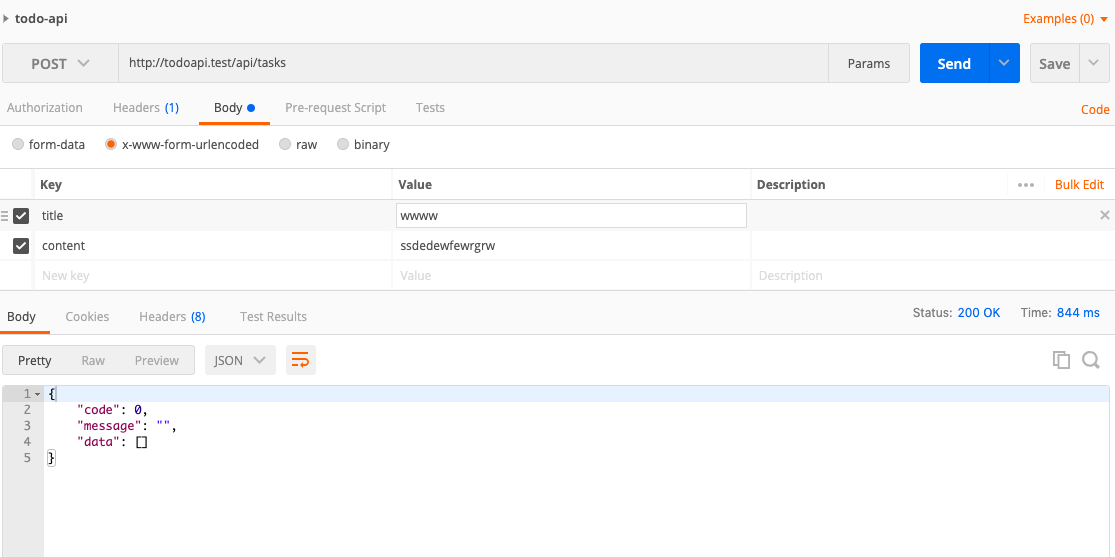 todo-api Examples (0)
POST http://todoapi.test/api/tasks Params Send Save
Authorization Headers (1) Body Pre-request Script Tests Code
form-data x-www-form-urlencoded raw binary
Key Value Description ••• Bulk Edit
title wwww
content ssdedewfewrgrw
New key Value Description
Body Cookies Headers (8) Test Results Status: 200 OK Time: 844 ms
Pretty Raw Preview JSON
1 {
2 "code": 0,
3 "message": "",
4 "data": []
5 }